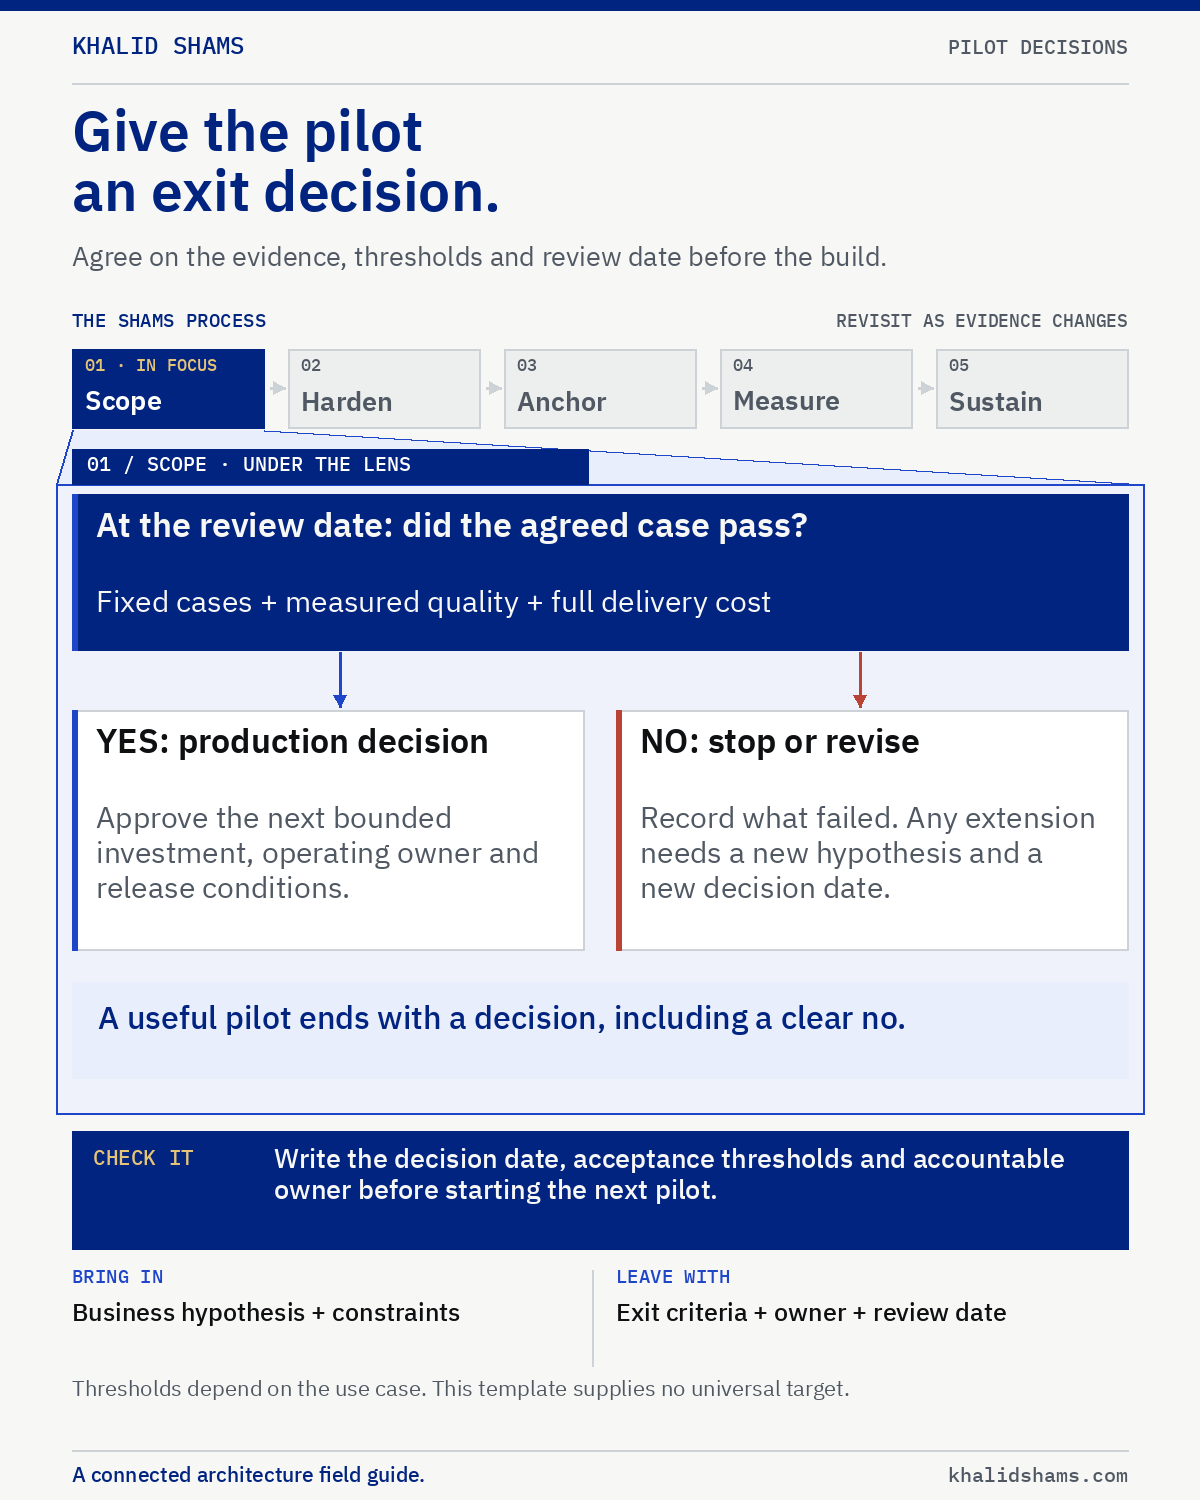 KHALID SHAMS
PILOT DECISIONS
Give the pilot
an exit decision.
Agree on the evidence, thresholds and review date before the build.
THE SHAMS PROCESS
REVISIT AS EVIDENCE CHANGES
01 · IN FOCUS
Scope
02
Harden
03
Anchor
04
Measure
05
Sustain
01 / SCOPE · UNDER THE LENS
At the review date: did the agreed case pass?
Fixed cases + measured quality + full delivery cost
YES: production decision
Approve the next bounded
investment, operating owner and
release conditions.
NO: stop or revise
Record what failed. Any extension
needs a new hypothesis and a
new decision date.
A useful pilot ends with a decision, including a clear no.
CHECK IT
Write the decision date, acceptance thresholds and accountable
owner before starting the next pilot.
BRING IN
Business hypothesis + constraints
LEAVE WITH
Exit criteria + owner + review date
Thresholds depend on the use case. This template supplies no universal target.
A connected architecture field guide.
khalidshams.com